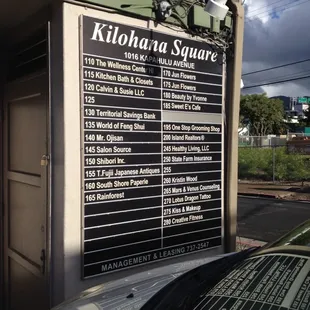 Kilohana Square
1016 KAPAHULU AVENUE
110 The Wellness Center
115 Kitchen Bath & Closets
120 Calvin & Susie LLC
125
130 Territorial Savings Bank
135 World of Feng Shui
140 Mr. Ojisan
145 Salon Source
150 Shibori Inc.
155 T.Fujii Japanese Antiques
160 South Shore Paperie
165 Rainforest
170 Jun Flowers
175 Jun Flowers
180 Beauty by Yvonne
185 Sweet E's Cafe
195 One Stop Grooming Shop
220 Island Realtors
245 Healthy Living, LLC
250 State Farm Insurance
255
260 Kristin Wood
265 Mars & Venus Counseling
270 Lotus Dragon Tattoo
275 Kiss & Makeup
280 Creative Fitness
MANAGEMENT & LEASING 737-2547